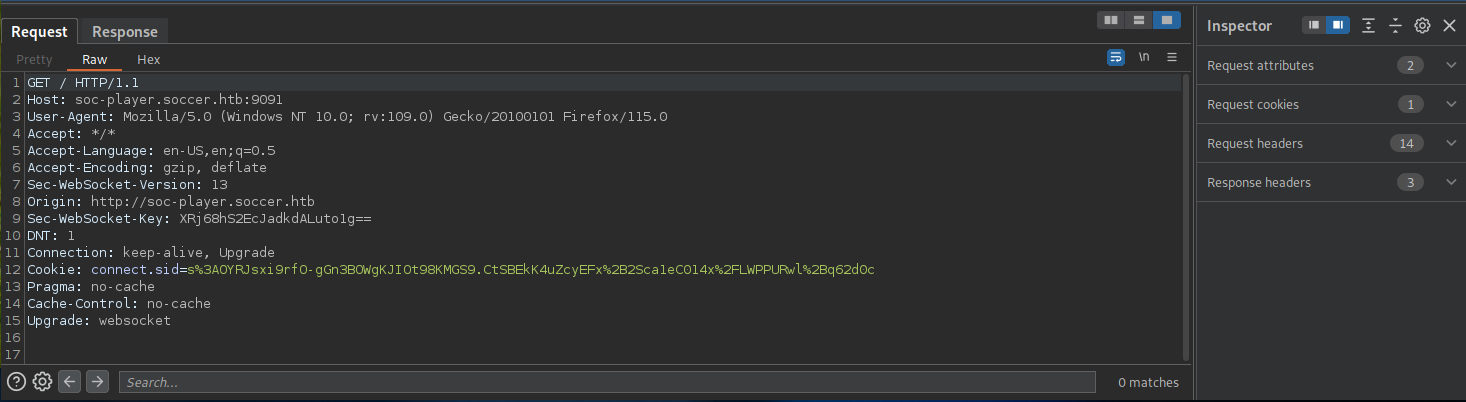 Request Response
Inspector
Pretty Raw Hex
\n
1 GET / HTTP/1.1
2 Host: soc-player.soccer.htb:9091
3 User-Agent: Mozilla/5.0 (Windows NT 10.0; rv:109.0) Gecko/20100101 Firefox/115.0
4 Accept: */*
5 Accept-Language: en-US,en;q=0.5
6 Accept-Encoding: gzip, deflate
7 Sec-WebSocket-Version: 13
8 Origin: http://soc-player.soccer.htb
9 Sec-WebSocket-Key: XRj68hS2EcJadkdALuto1g==
10 DNT: 1
11 Connection: keep-alive, Upgrade
12 Cookie: connect.sid=s%3AOYRJsxi9rfO-gGn3BOWgKJIOt98KMGS9.CtSBEkK4uZcyEFx%2B2Sca1eC014x%2FLWPPURwl%2Bq62d0c
13 Pragma: no-cache
14 Cache-Control: no-cache
15 Upgrade: websocket
16
17
Request attributes 2
Request cookies 1
Request headers 14
Response headers 3
Search...
0 matches